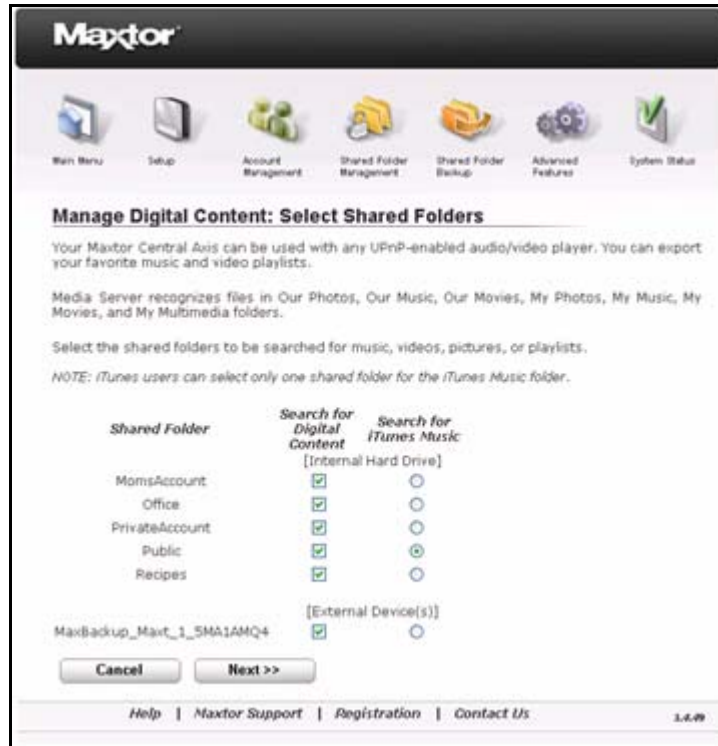 Maxtor
Main Menu
Setup
Account Management
Shared Folder Management
Shared Folder Backup
Advanced Features
System Status
Manage Digital Content: Select Shared Folders
Your Maxtor Central Axis can be used with any UPnP-enabled audio/video player. You can export
your favorite music and video playlists.
Media Server recognizes files in Our Photos, Our Music, Our Movies, My Photos, My Music, My
Movies, and My Multimedia folders.
Select the shared folders to be searched for music, videos, pictures, or playlists.
NOTE: iTunes users can select only one shared folder for the iTunes Music folder.
Shared Folder
Search for Digital Content
Search for iTunes Music
[Internal Hard Drive]
MomsAccount
Office
PrivateAccount
Public
Recipes
[External Device(s)]
MaxBackup_Maxt_1_5MA1AMQ4
Cancel
Next >>
Help | Maxtor Support | Registration | Contact Us